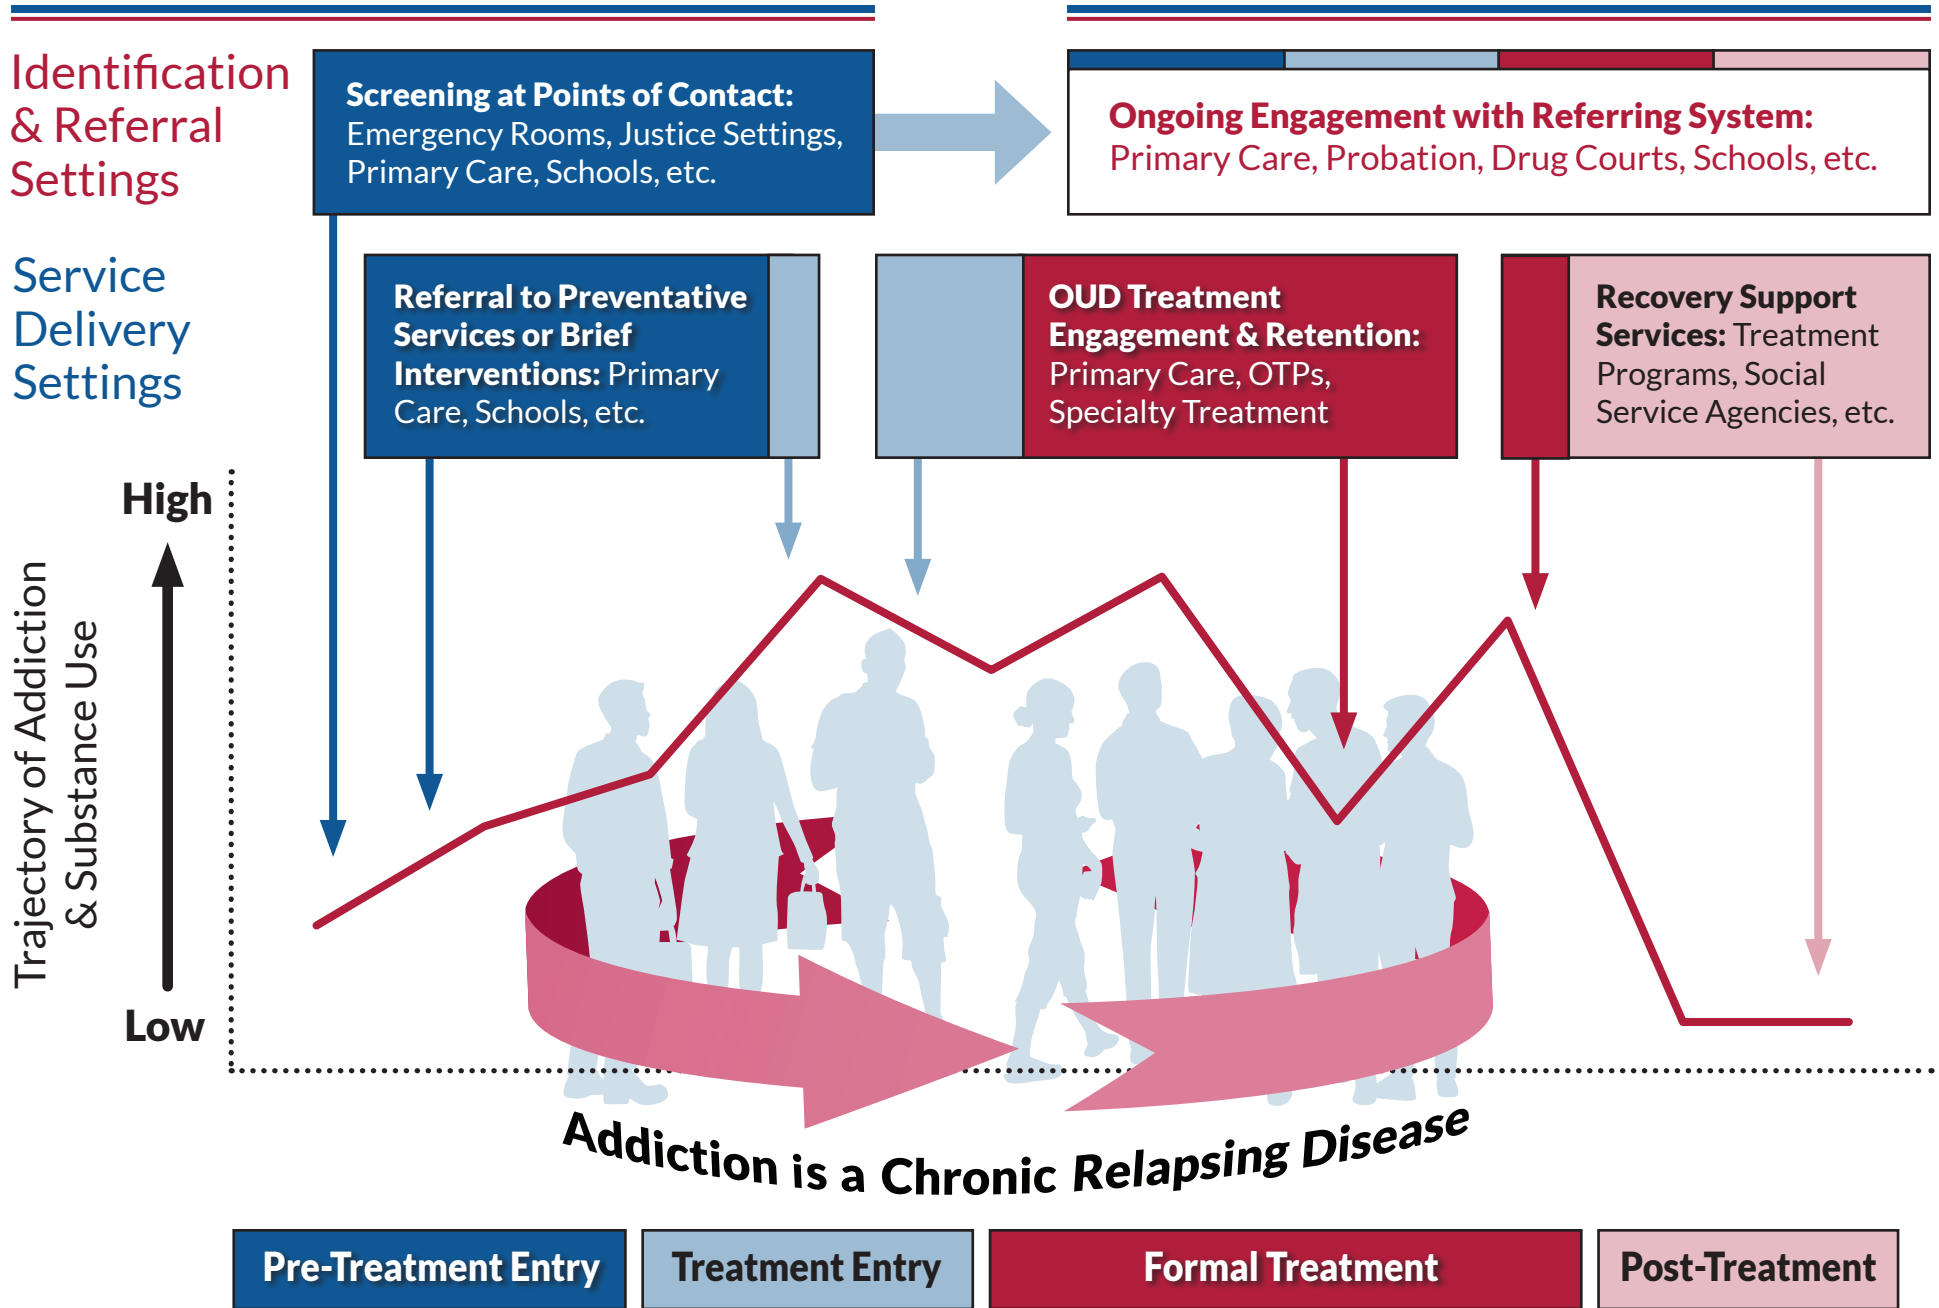 Identification
& Referral
Settings
Screening at Points of Contact:
Emergency Rooms, Justice Settings,
Primary Care, Schools, etc.
Ongoing Engagement with Referring System:
Primary Care, Probation, Drug Courts, Schools, etc.
Service
Delivery
Settings
Referral to Preventative
Services or Brief
Interventions: Primary
Care, Schools, etc.
OUD Treatment
Engagement & Retention:
Primary Care, OTPs,
Specialty Treatment
Recovery Support
Services: Treatment
Programs, Social
Service Agencies, etc.
High
Trajectory of Addiction
& Substance Use
Low
Addiction is a Chronic Relapsing Disease
Pre-Treatment Entry
Treatment Entry
Formal Treatment
Post-Treatment